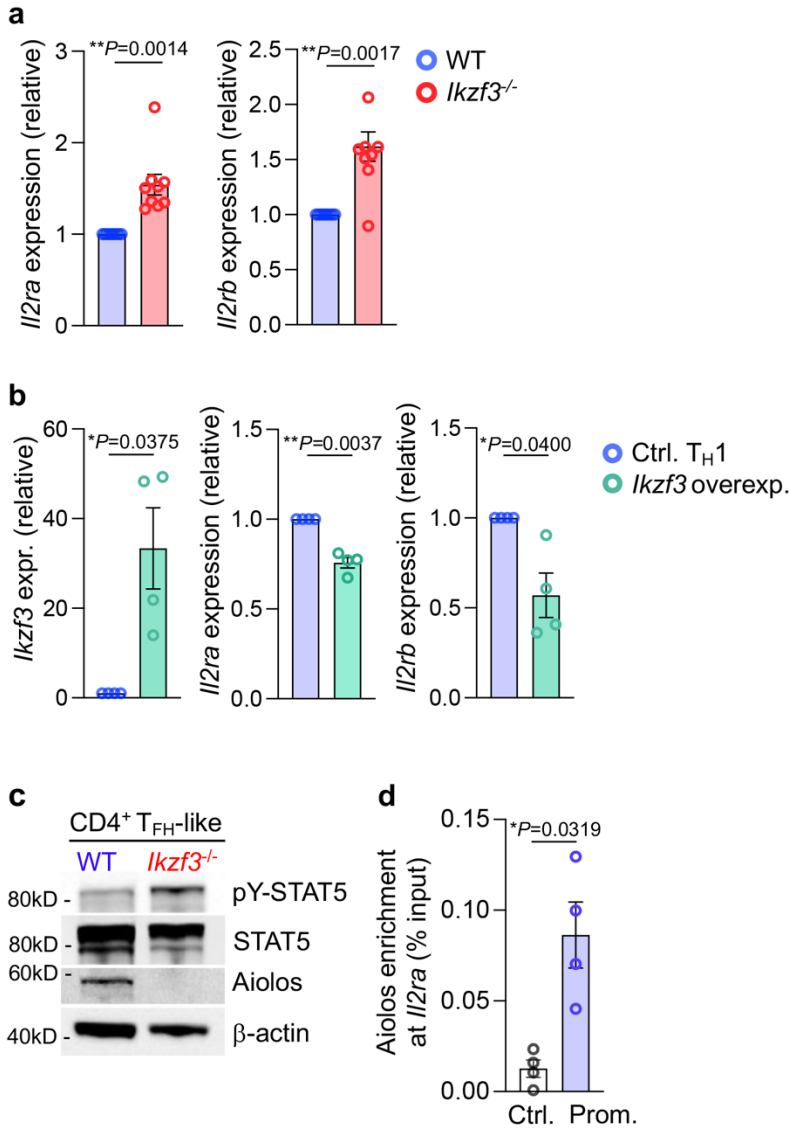 a
**P=0.0014
Il2ra expression (relative)
3
2
1
0
**P=0.0017
Il2rb expression (relative)
2.5
2.0
1.5
1.0
2.5
0.0
WT
Ikzf3-/-
b
*P=0.0375
Ikzf3 expr. (relative)
60
40
20
0
**P=0.0037
Il2ra expression (relative)
1.5
1.0
0.5
0.0
*P=0.0400
Il2rb expression (relative)
1.5
1.0
0.5
0.0
Ctrl. TH1
Ikzf3 overexp.
c
CD4+ TFH-like
WT Ikzf3-/-
80kD - pY-STAT5
80kD - STAT5
60kD - Aiolos
40kD - β-actin
d
*P=0.0319
Aiolos enrichment
at Il2ra (% input)
0.15
0.10
0.05
0.00
Ctrl. Prom.